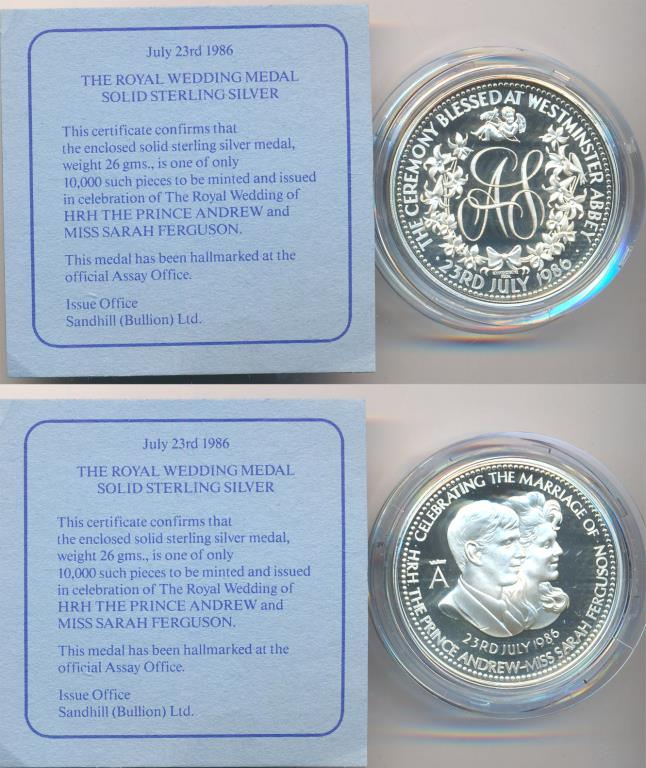 July 23rd 1986
THE ROYAL WEDDING MEDAL
SOLID STERLING SILVER
This certificate confirms that
the enclosed solid sterling silver medal,
weight 26 gms., is one of only
10,000 such pieces to be minted and issued
in celebration of The Royal Wedding of
HRH THE PRINCE ANDREW and
MISS SARAH FERGUSON.
This medal has been hallmarked at the
official Assay Office.
Issue Office
Sandhill (Bullion) Ltd.
THE CEREMONY BLESSED AT WESTMINSTER ABBEY
AS
· 23RD JULY 1986 ·
July 23rd 1986
THE ROYAL WEDDING MEDAL
SOLID STERLING SILVER
This certificate confirms that
the enclosed solid sterling silver medal,
weight 26 gms., is one of only
10,000 such pieces to be minted and issued
in celebration of The Royal Wedding of
HRH THE PRINCE ANDREW and
MISS SARAH FERGUSON.
This medal has been hallmarked at the
official Assay Office.
Issue Office
Sandhill (Bullion) Ltd.
· CELEBRATING THE MARRIAGE OF ·
A
23RD JULY 1986
HRH THE PRINCE ANDREW–MISS SARAH FERGUSON